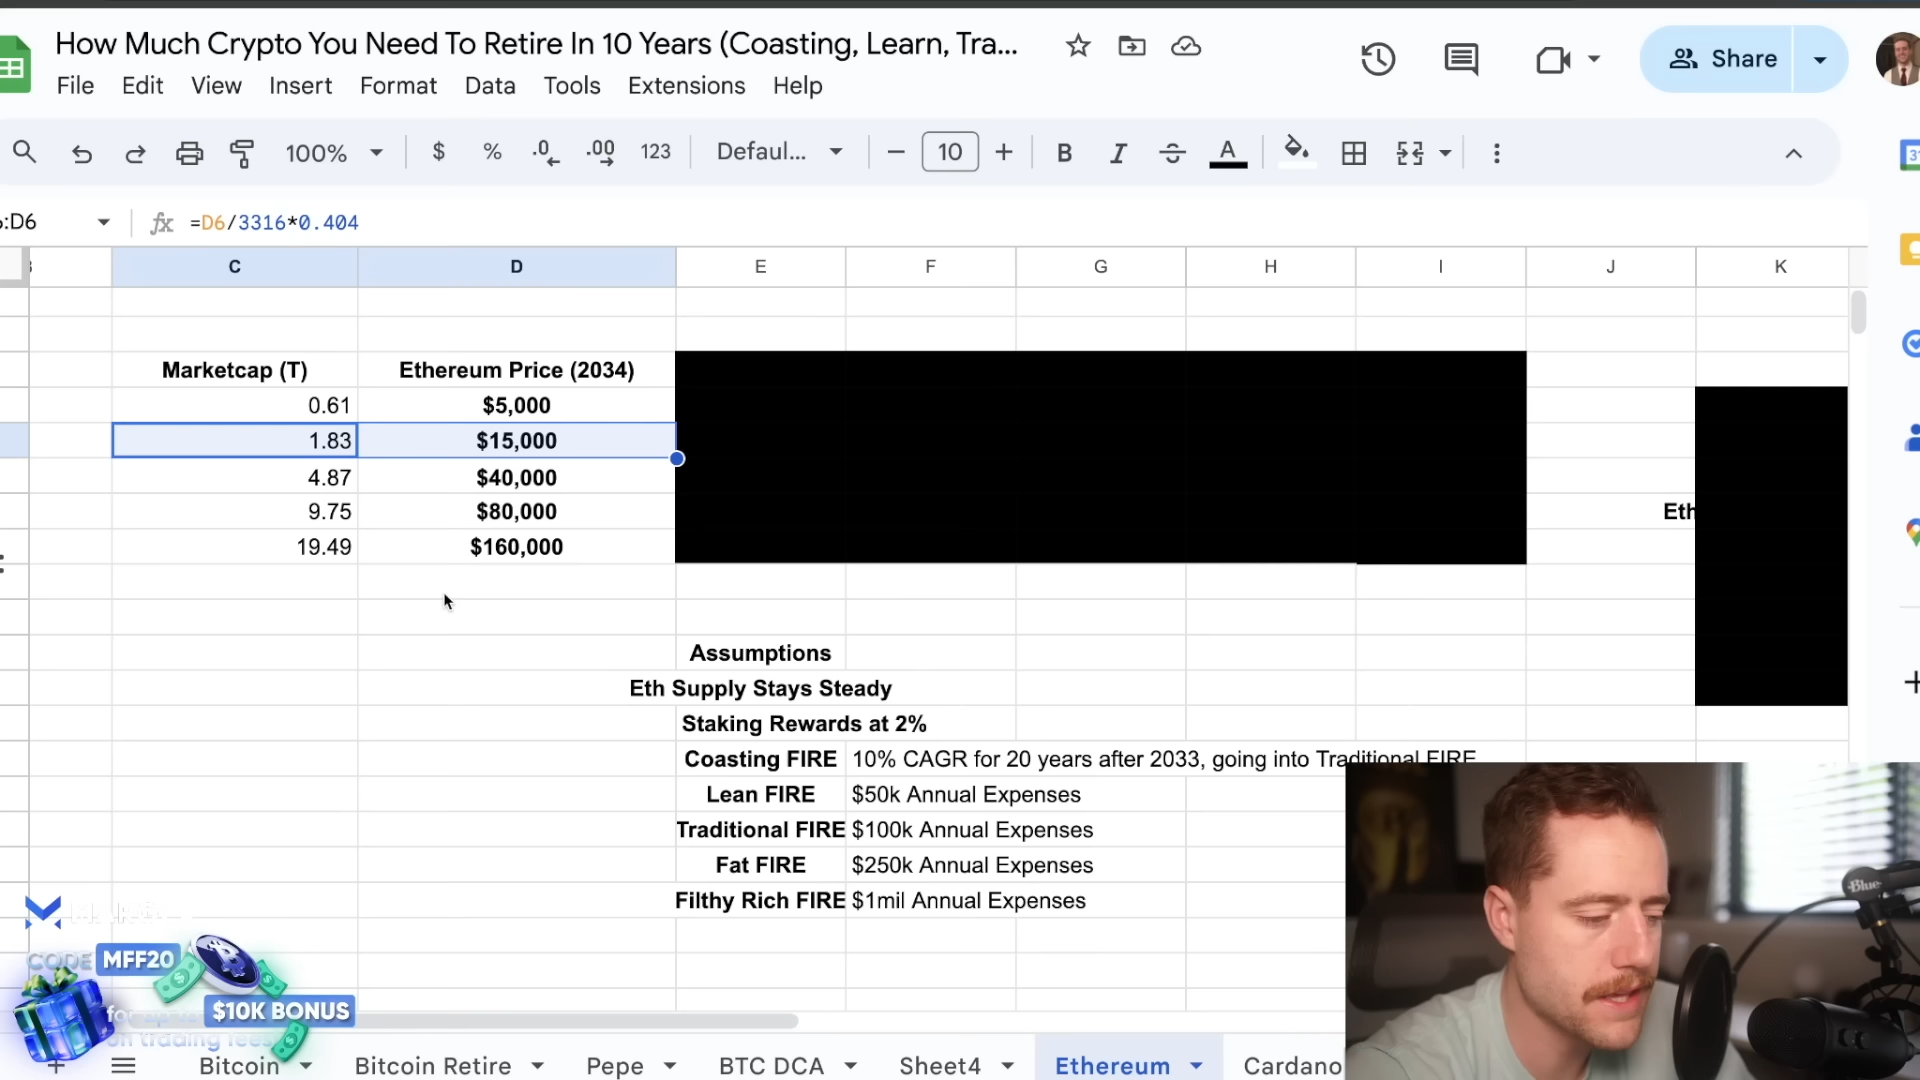 How Much Crypto You Need To Retire In 10 Years (Coasting, Learn, Tra...
Share
File Edit View Insert Format Data Tools Extensions Help
100% $ % .0 .00 123 Defaul... 10 B I A
:D6 fx =D6/3316*0.404
C D E F G H I J K
Marketcap (T) Ethereum Price (2034)
0.61 $5,000
1.83 $15,000
4.87 $40,000
9.75 $80,000 Eth
19.49 $160,000
Assumptions
Eth Supply Stays Steady
Staking Rewards at 2%
Coasting FIRE 10% CAGR for 20 years after 2033, going into Traditional FIRE
Lean FIRE $50k Annual Expenses
Traditional FIRE $100k Annual Expenses
Fat FIRE $250k Annual Expenses
Filthy Rich FIRE $1mil Annual Expenses
Blue
CODE MFF20
$10K BONUS
on trading fees
Bitcoin Bitcoin Retire Pepe BTC DCA Sheet4 Ethereum Cardano